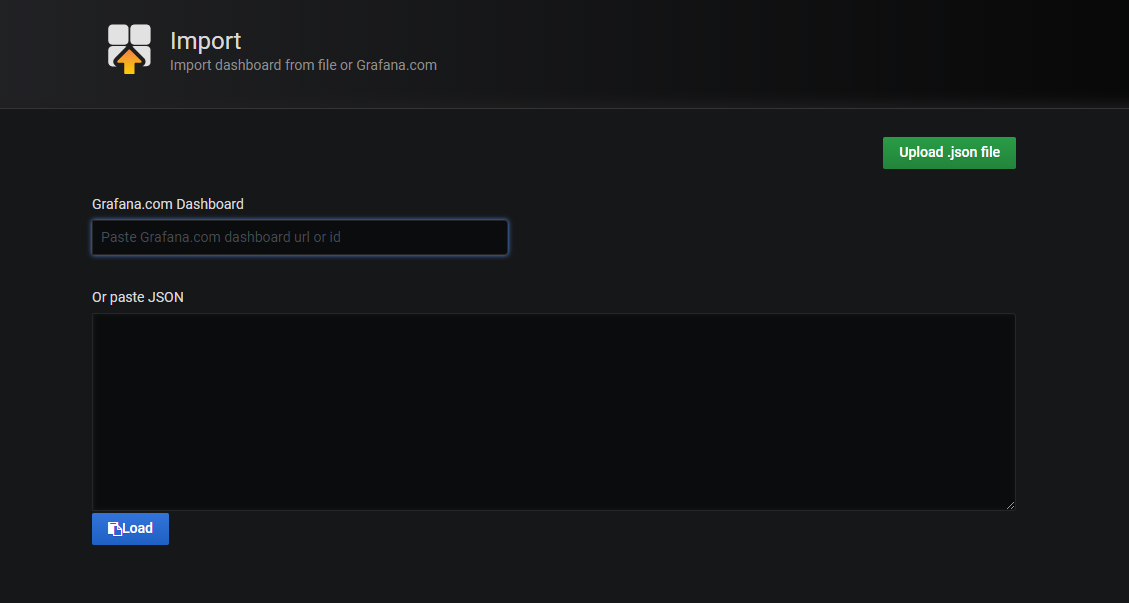 Import
Import dashboard from file or Grafana.com
Upload .json file
Grafana.com Dashboard
Paste Grafana.com dashboard url or id
Or paste JSON
Load